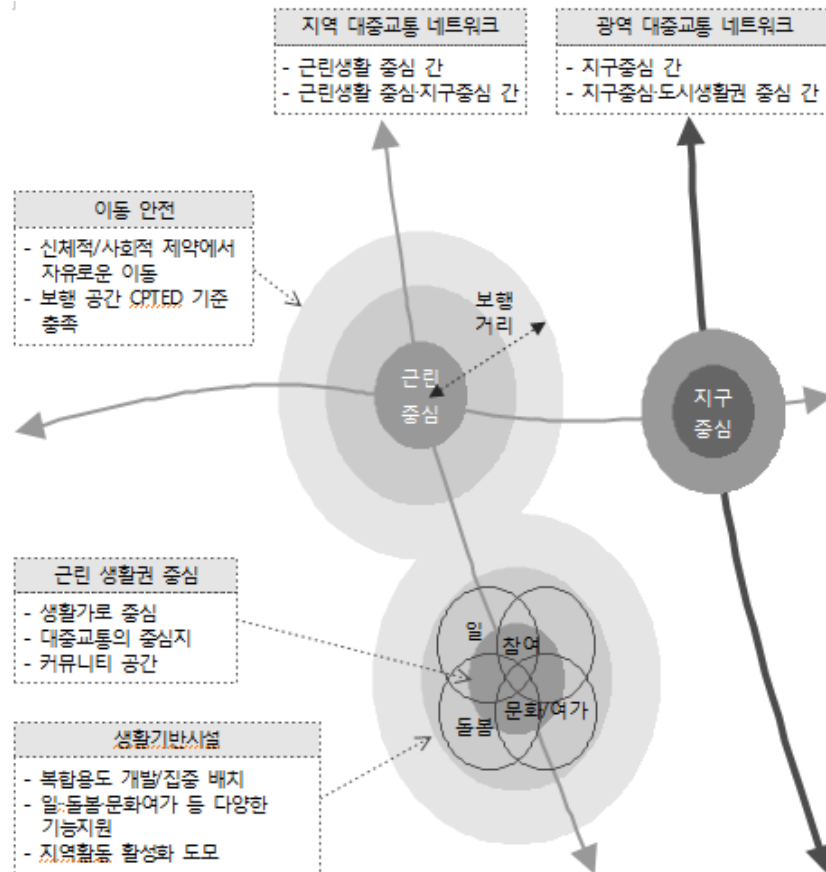 지역 대중교통 네트워크
- 근린생활 중심 간
- 근린생활 중심·지구중심 간
광역 대중교통 네트워크
- 지구중심 간
- 지구중심·도시생활권 중심 간
이동 안전
- 신체적/사회적 제약에서
자유로운 이동
- 보행 공간 CPTED 기준
충족
보행
거리
근린
중심
지구
중심
근린 생활권 중심
- 생활가로 중심
- 대중교통의 중심지
- 커뮤니티 공간
일
참여
돌봄
문화/여가
생활기반시설
- 복합용도 개발/집중 배치
- 일·돌봄·문화여가 등 다양한
기능지원
- 지역활동 활성화 도모